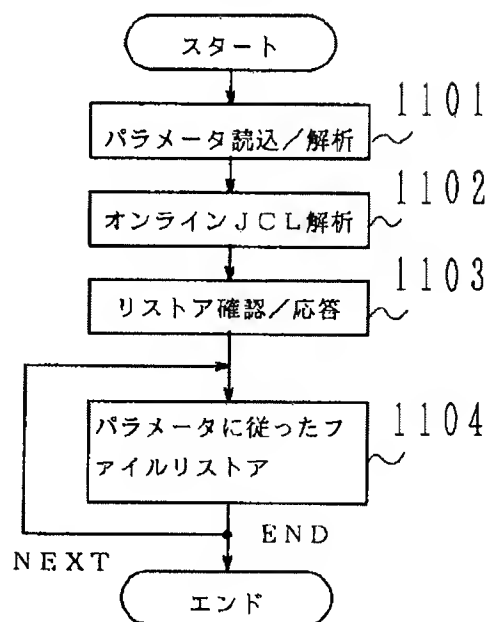 スタート
1101
パラメータ読込／解析
1102
オンラインJCL解析
1103
リストア確認／応答
1104
パラメータに従ったフ
ァイルリストア
END
NEXT
エンド